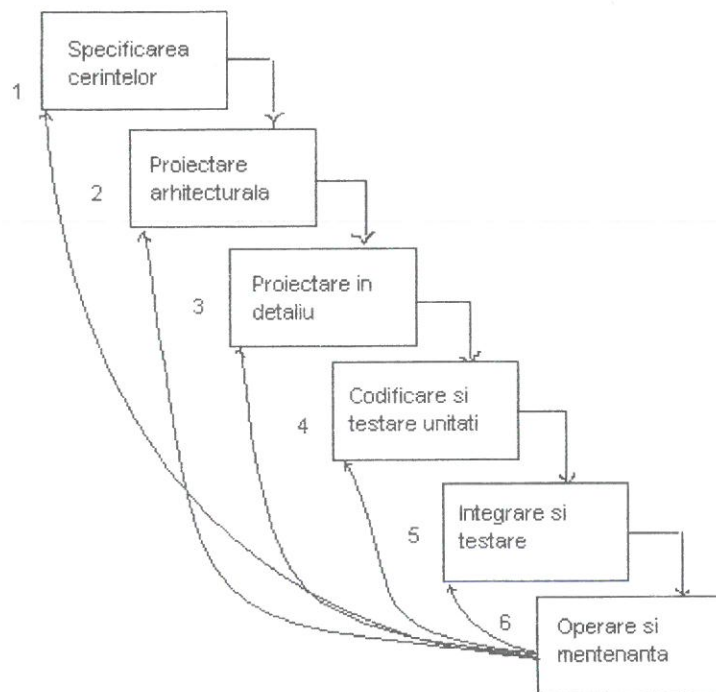 Specificarea
cerintelor
1
Proiectare
arhitecturala
2
Proiectare in
detaliu
3
Codificare si
testare unitati
4
Integrare si
testare
5
6
Operare si
mentenanta